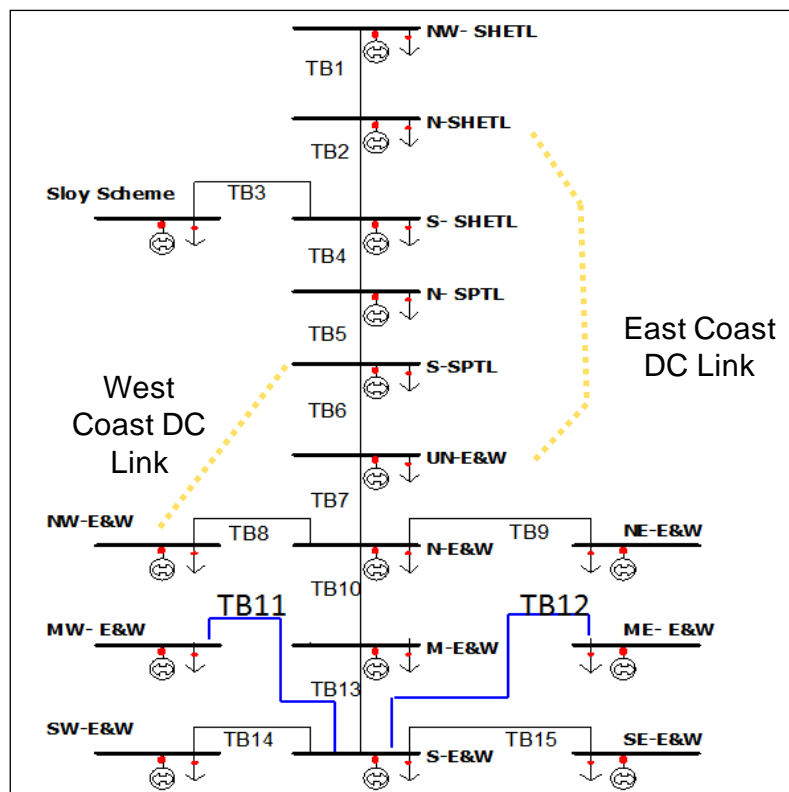 NW- SHETL
TB1
N-SHETL
TB2
Sloy Scheme
TB3
S- SHETL
TB4
N- SPTL
TB5
East Coast
DC Link
S-SPTL
West
Coast DC
Link
TB6
UN-E&W
TB7
NW-E&W
TB8
N-E&W
TB9
NE-E&W
TB10
TB11
TB12
MW- E&W
M-E&W
ME- E&W
TB13
SW-E&W
TB14
S-E&W
TB15
SE-E&W